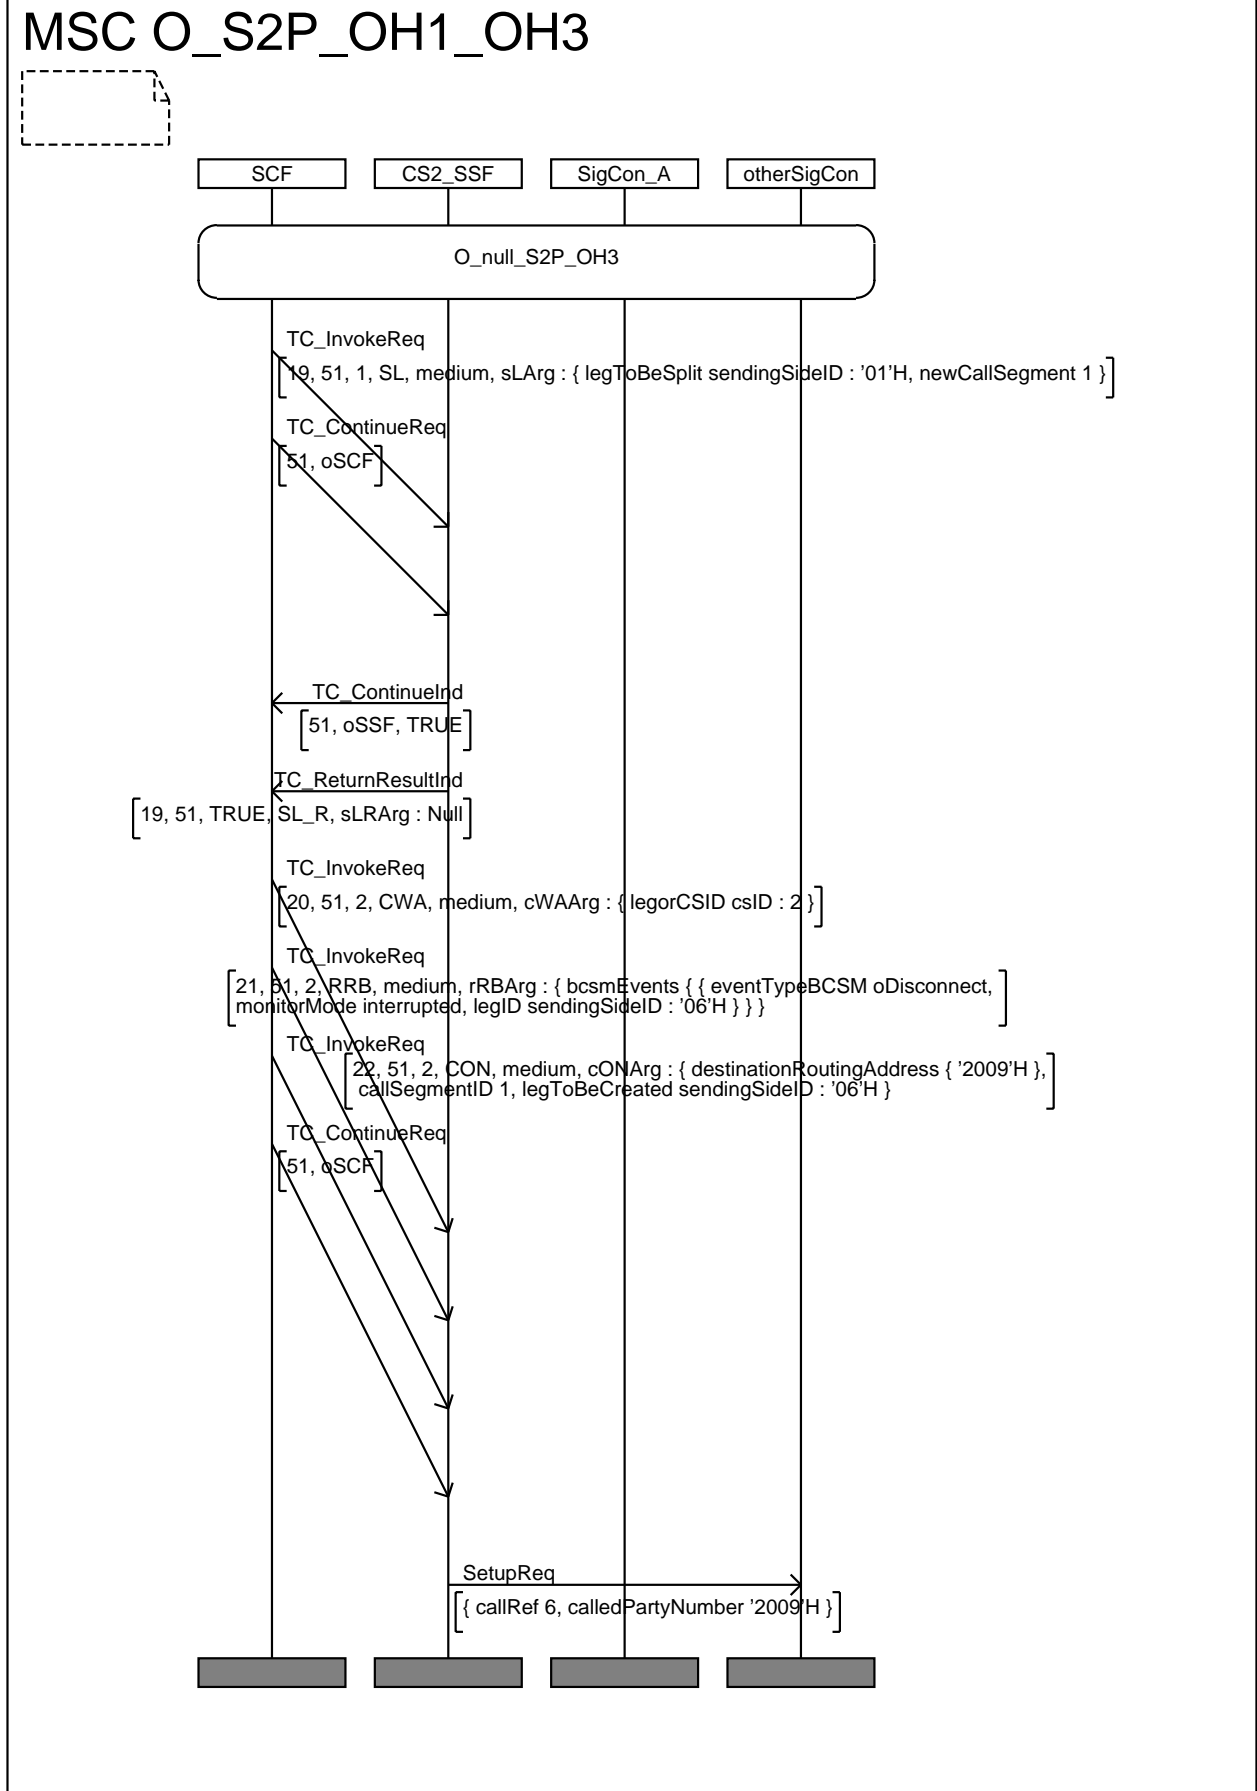 MSC O_S2P_OH1_OH3
SCF
CS2_SSF
SigCon_A
otherSigCon
O_null_S2P_OH3
TC_InvokeReq
19, 51, 1, SL, medium, sLArg : { legToBeSplit sendingSideID : '01'H, newCallSegment 1 }
TC_ContinueReq
51, oSCF
TC_ContinueInd
51, oSSF, TRUE
TC_ReturnResultInd
19, 51, TRUE, SL_R, sLRArg : Null
TC_InvokeReq
20, 51, 2, CWA, medium, cWAArg : { legorCSID csID : 2 }
TC_InvokeReq
21, 51, 2, RRB, medium, rRBArg : { bcsmEvents { { eventTypeBCSM oDisconnect,
monitorMode interrupted, legID sendingSideID : '06'H } } }
TC_InvokeReq
22, 51, 2, CON, medium, cONArg : { destinationRoutingAddress { '2009'H },
callSegmentID 1, legToBeCreated sendingSideID : '06'H }
TC_ContinueReq
51, oSCF
SetupReq
{ callRef 6, calledPartyNumber '2009'H }